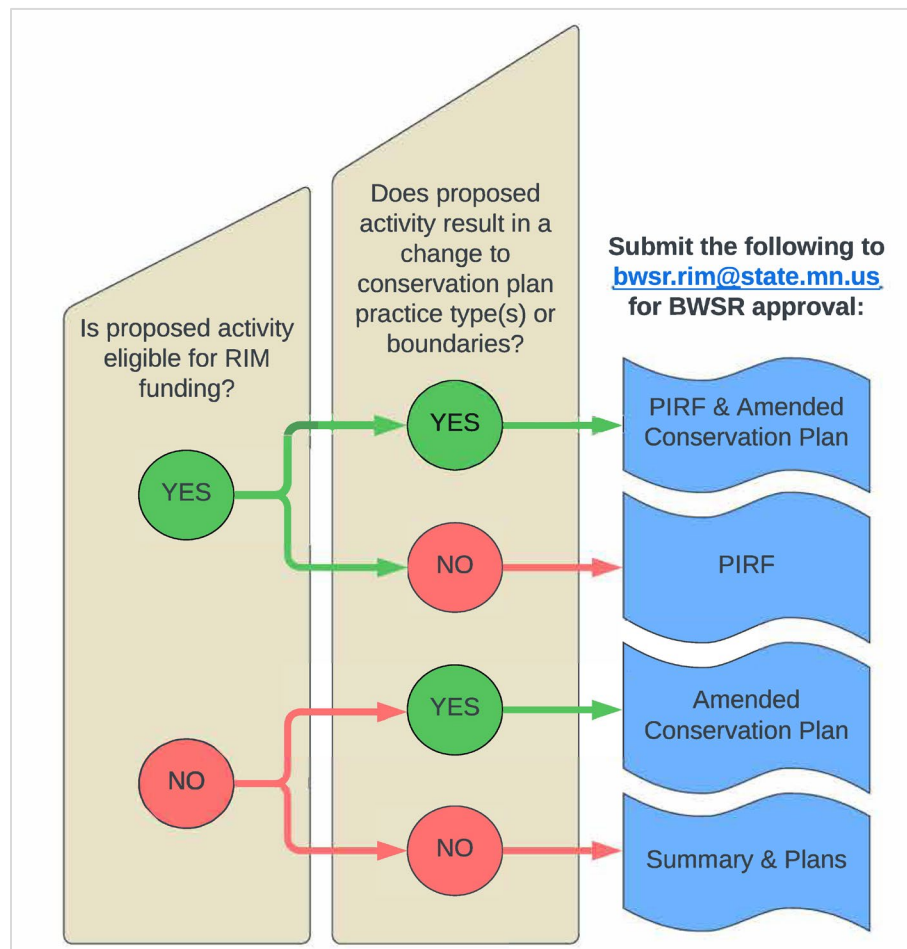 Is proposed activity
eligible for RIM
funding?
Does proposed
activity result in a
change to
conservation plan
practice type(s) or
boundaries?
Submit the following to
bwsr.rim@state.mn.us
for BWSR approval:
YES
YES
PIRF & Amended
Conservation Plan
NO
PIRF
NO
YES
Amended
Conservation Plan
NO
Summary & Plans